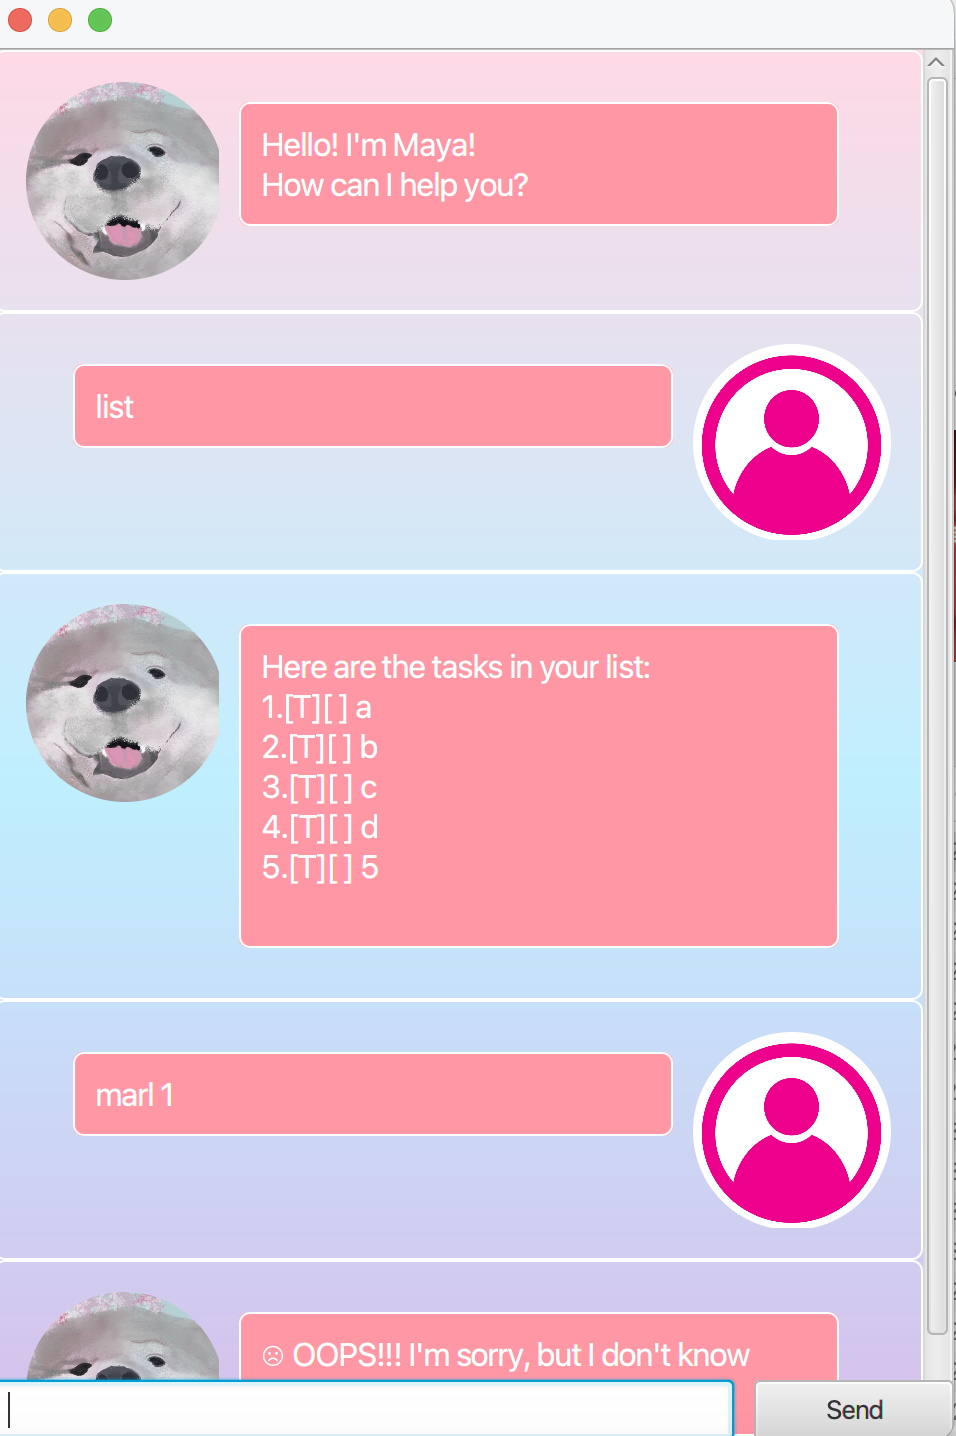 Hello! I'm Maya!
How can I help you?
list
Here are the tasks in your list:
1.[T][ ] a
2.[T][ ] b
3.[T][ ] c
4.[T][ ] d
5.[T][ ] 5
marl 1
☹ OOPS!!! I'm sorry, but I don't know
Send